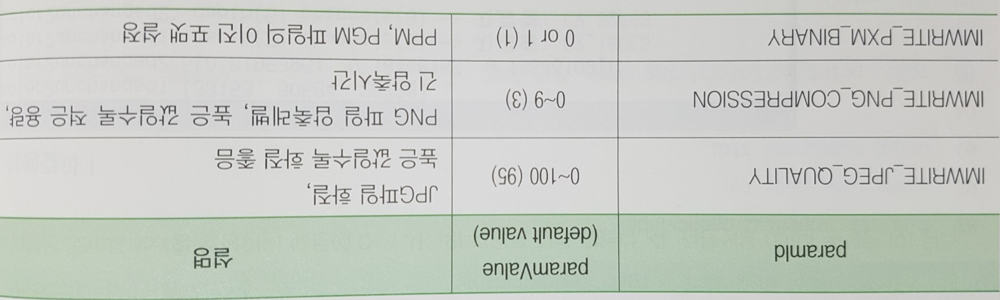 paramId
paramValue
(default value)
설명
IMWRITE_JPEG_QUALITY
0~100 (95)
JPG파일 화질,
높은 값일수록 화질 좋음
IMWRITE_PNG_COMPRESSION
0~9 (3)
PNG 파일 압축레벨, 높은 값일수록 적은 용량,
긴 압축시간
IMWRITE_PXM_BINARY
0 or 1 (1)
PPM, PGM 파일의 이진 포맷 설정